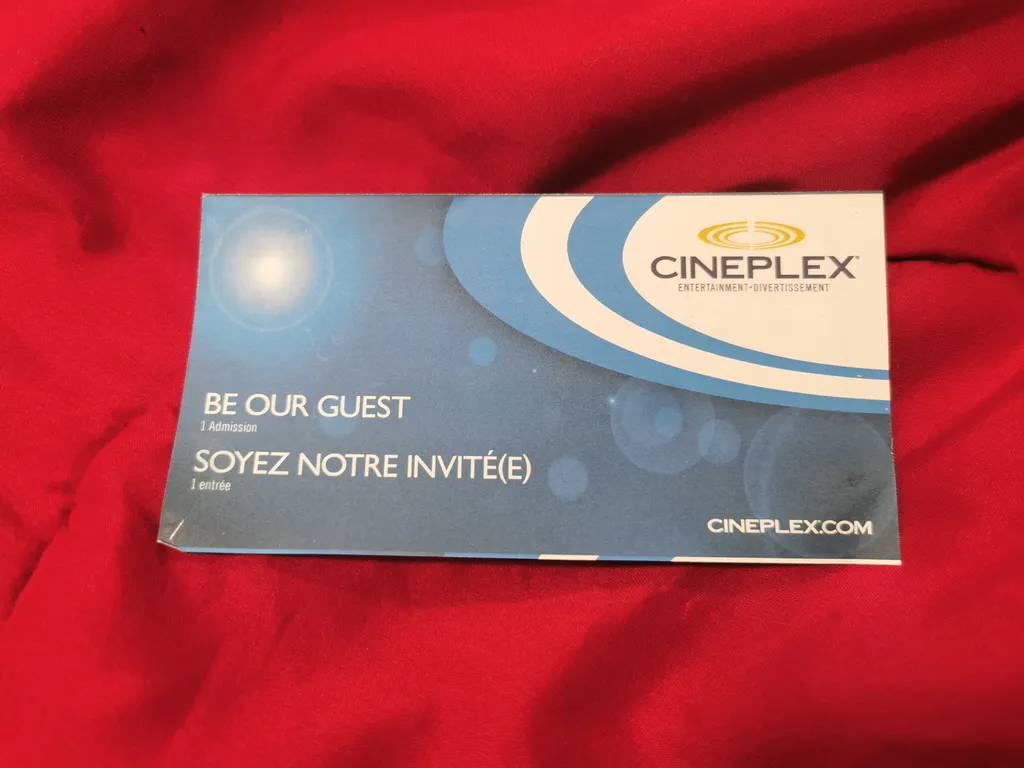 CINEPLEX
ENTERTAINMENT·DIVERTISSEMENT
BE OUR GUEST
1 Admission
SOYEZ NOTRE INVITÉ(E)
1 entrée
CINEPLEX.COM